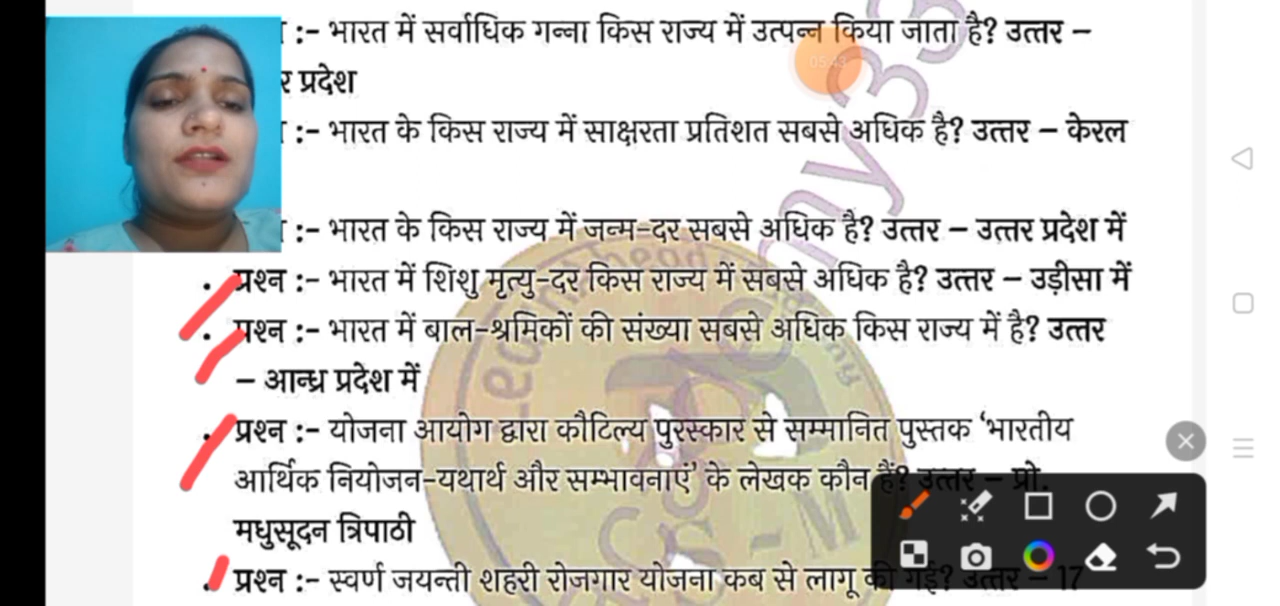 :- भारत में सर्वाधिक गन्ना किस राज्य में उत्पन्न किया जाता है? उत्तर –
र प्रदेश
05:43
:- भारत के किस राज्य में साक्षरता प्रतिशत सबसे अधिक है? उत्तर – केरल
:- भारत के किस राज्य में जन्म-दर सबसे अधिक है? उत्तर – उत्तर प्रदेश में
• प्रश्न :- भारत में शिशु मृत्यु-दर किस राज्य में सबसे अधिक है? उत्तर – उड़ीसा में
• प्रश्न :- भारत में बाल-श्रमिकों की संख्या सबसे अधिक किस राज्य में है? उत्तर
– आन्ध्र प्रदेश में
• प्रश्न :- योजना आयोग द्वारा कौटिल्य पुरस्कार से सम्मानित पुस्तक ‘भारतीय
आर्थिक नियोजन-यथार्थ और सम्भावनाएं’ के लेखक कौन हैं? उत्तर – प्रो.
मधुसूदन त्रिपाठी
• प्रश्न :- स्वर्ण जयन्ती शहरी रोजगार योजना कब से लागू की गई? उत्तर – 17